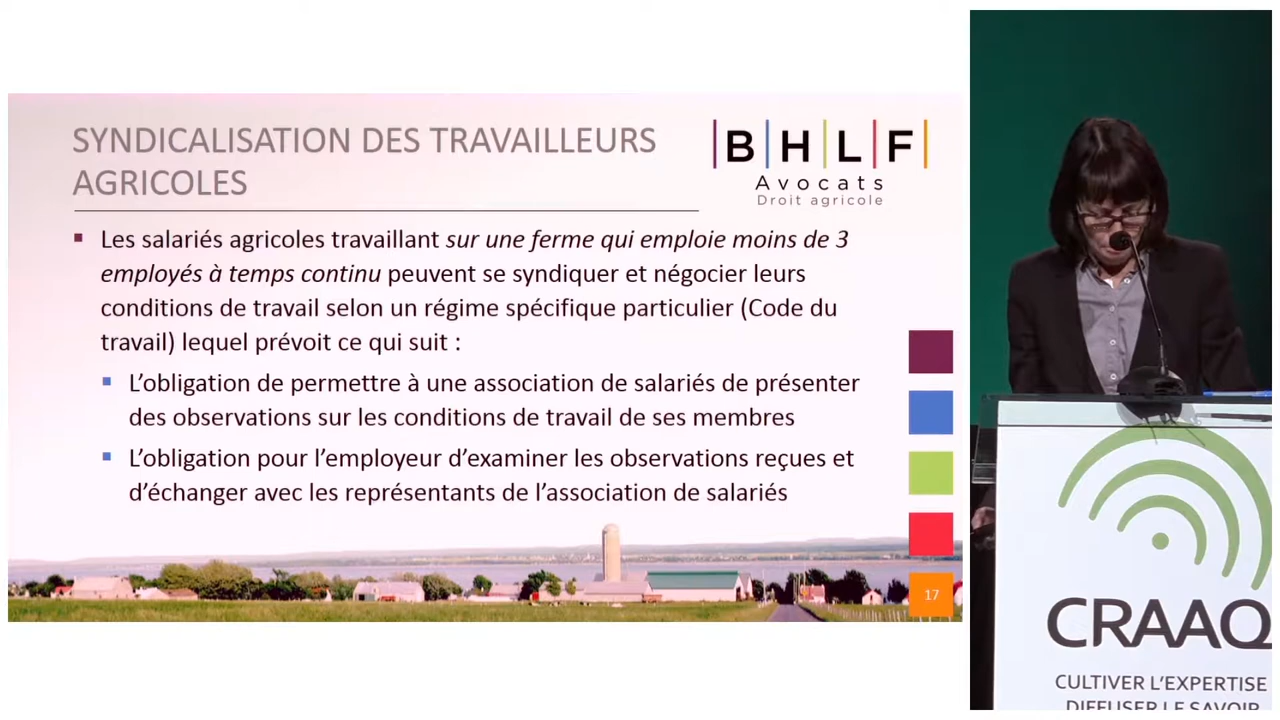 SYNDICALISATION DES TRAVAILLEURS
AGRICOLES
BHLF
Avocats
Droit agricole
▪ Les salariés agricoles travaillant sur une ferme qui emploie moins de 3
employés à temps continu peuvent se syndiquer et négocier leurs
conditions de travail selon un régime spécifique particulier (Code du
travail) lequel prévoit ce qui suit :
▪ L'obligation de permettre à une association de salariés de présenter
des observations sur les conditions de travail de ses membres
▪ L'obligation pour l'employeur d'examiner les observations reçues et
d'échanger avec les représentants de l'association de salariés
17
CRAAQ
CULTIVER L'EXPERTISE
DIFFUSER LE SAVOIR